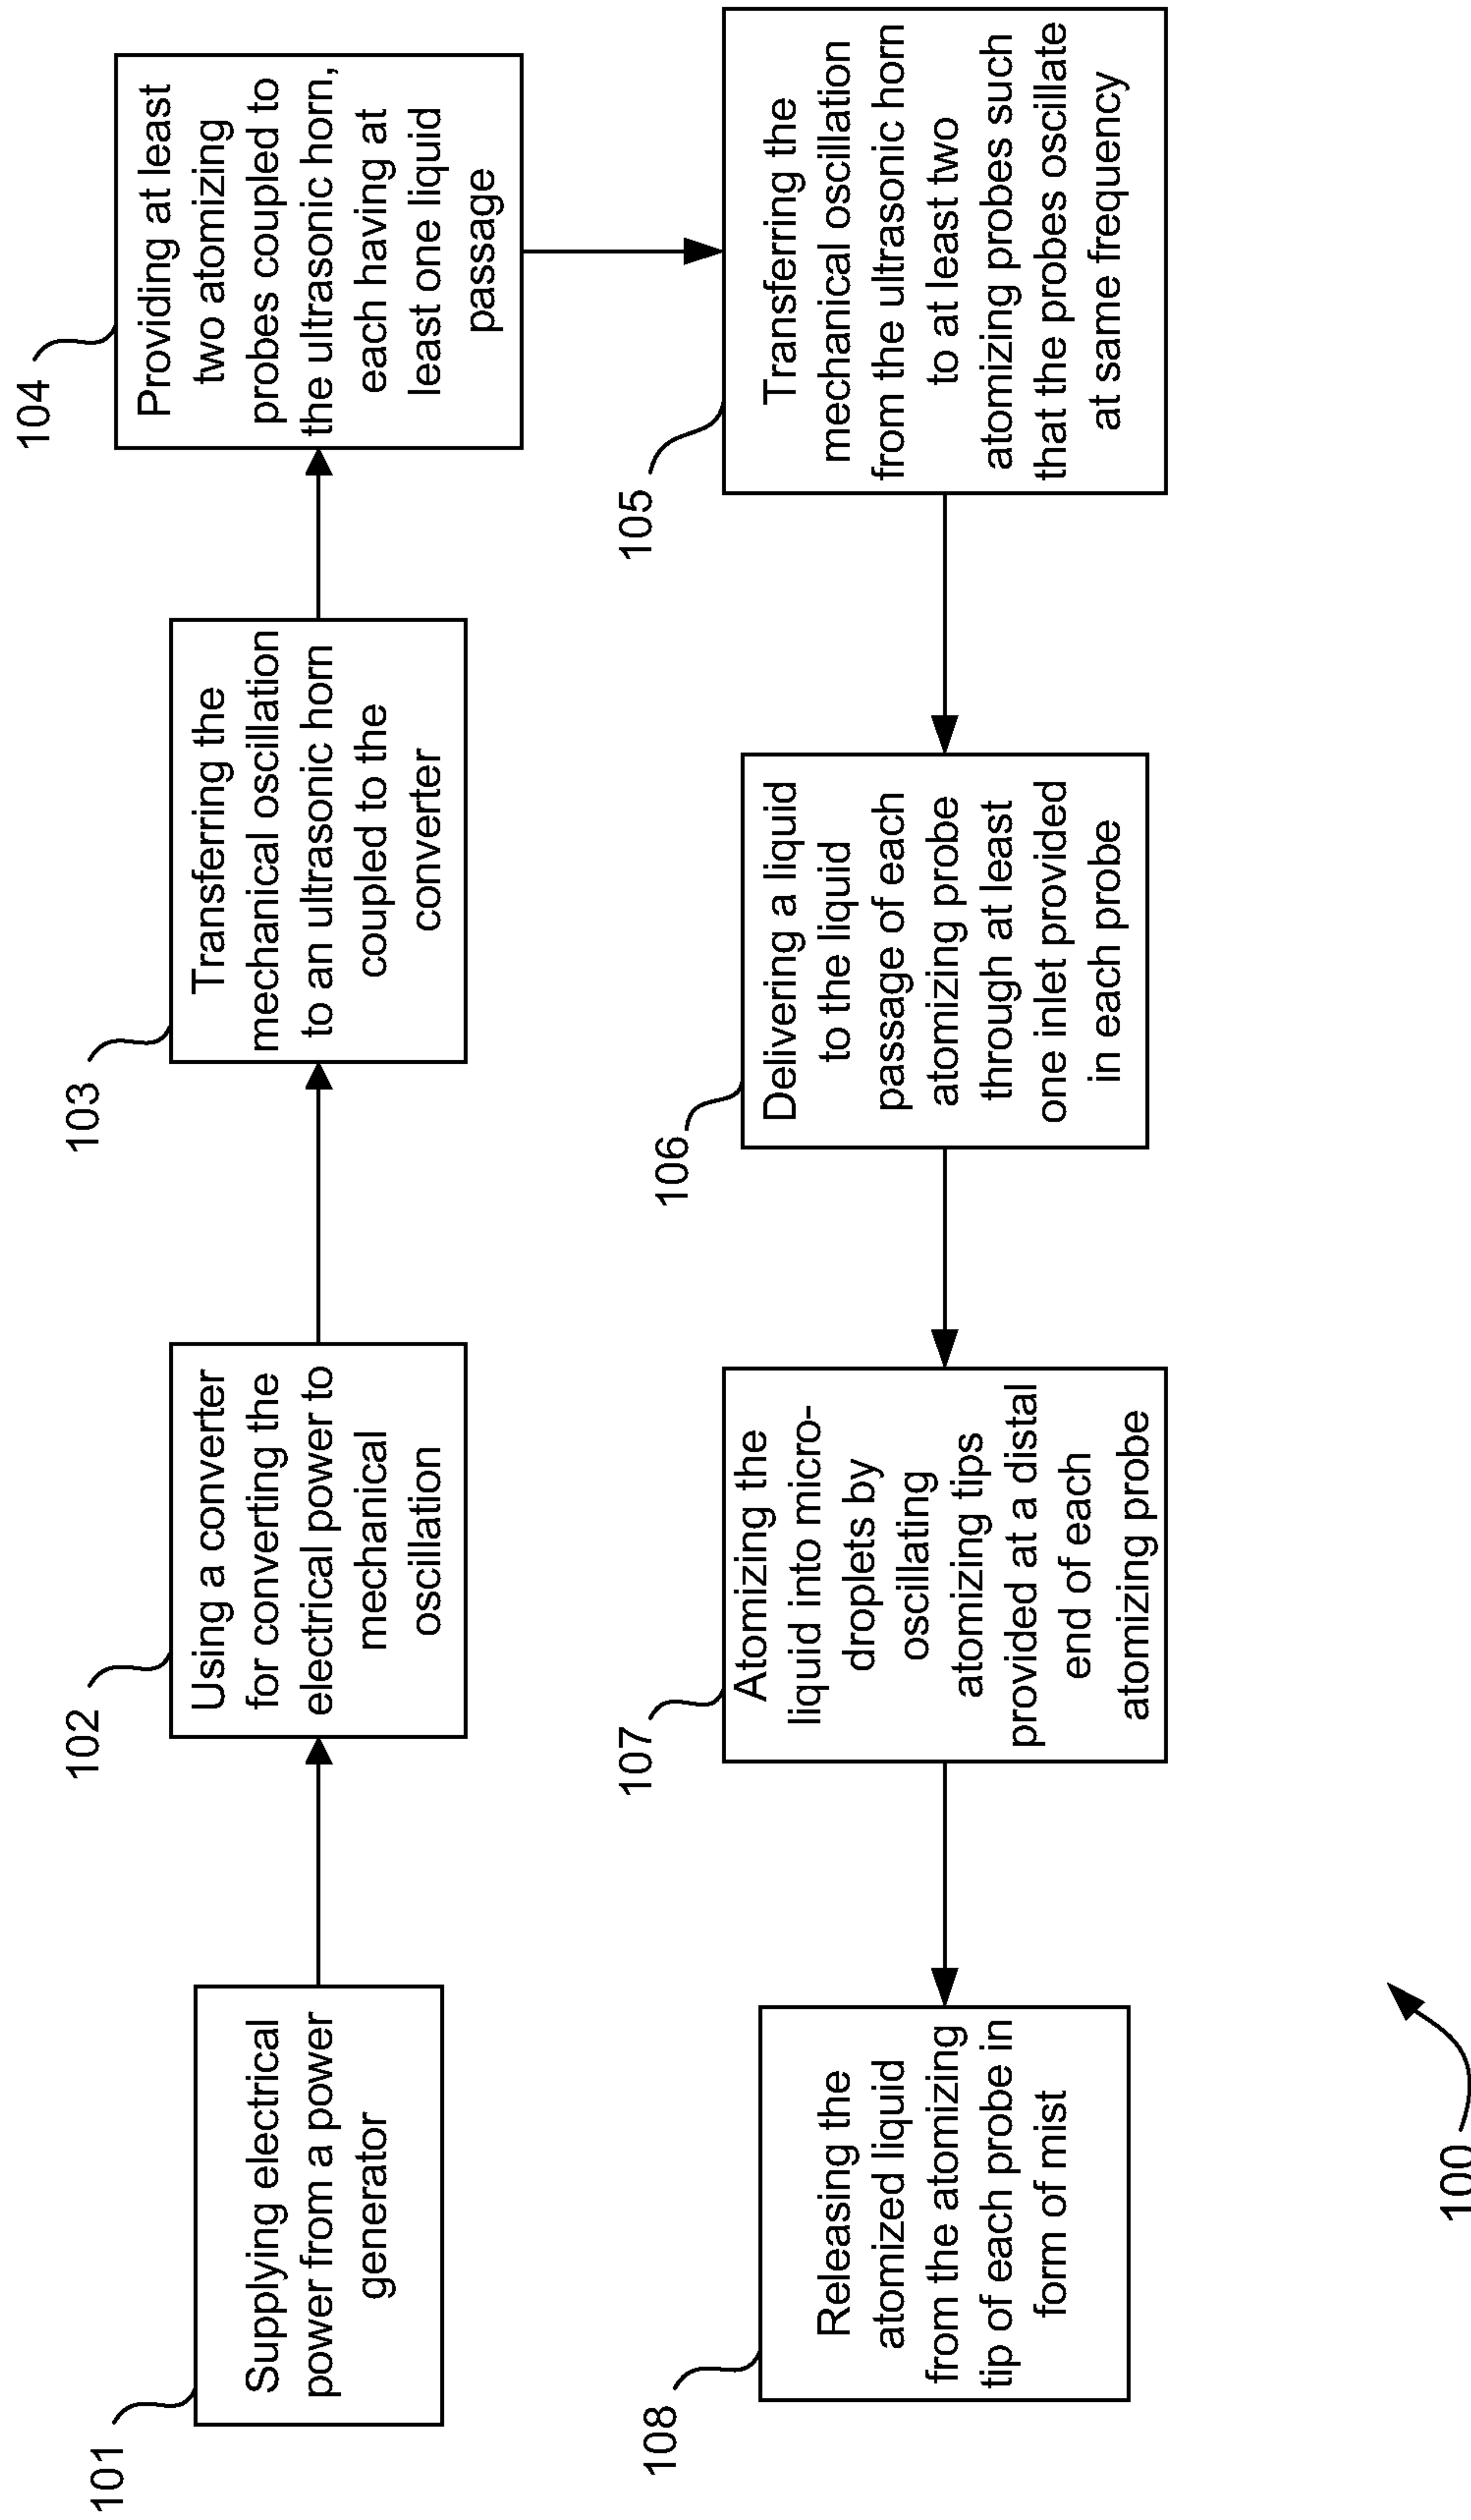 101
Supplying electrical
power from a power
generator
102
Using a converter
for converting the
electrical power to
mechanical
oscillation
103
Transferring the
mechanical oscillation
to an ultrasonic horn
coupled to the
converter
104
Providing at least
two atomizing
probes coupled to
the ultrasonic horn,
each having at
least one liquid
passage
105
Transferring the
mechanical oscillation
from the ultrasonic horn
to at least two
atomizing probes such
that the probes oscillate
at same frequency
106
Delivering a liquid
to the liquid
passage of each
atomizing probe
through at least
one inlet provided
in each probe
107
Atomizing the
liquid into micro-
droplets by
oscillating
atomizing tips
provided at a distal
end of each
atomizing probe
108
Releasing the
atomized liquid
from the atomizing
tip of each probe in
form of mist
100